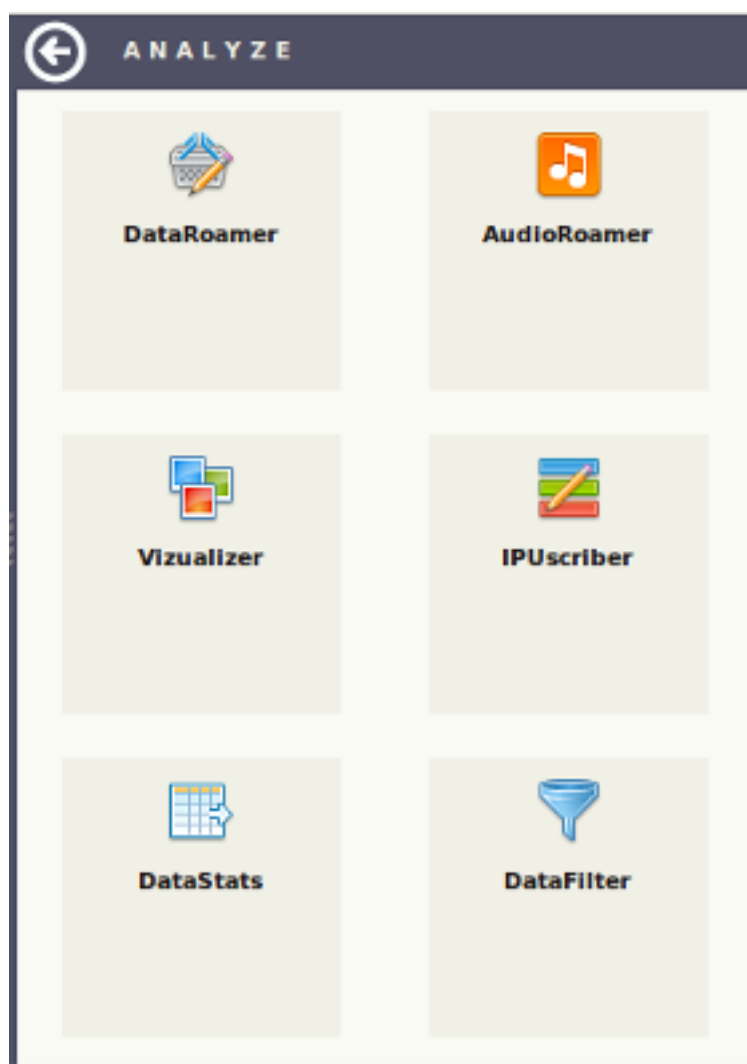 ANALYZE
DataRoamer
AudioRoamer
Vizualizer
IPUscriber
DataStats
DataFilter